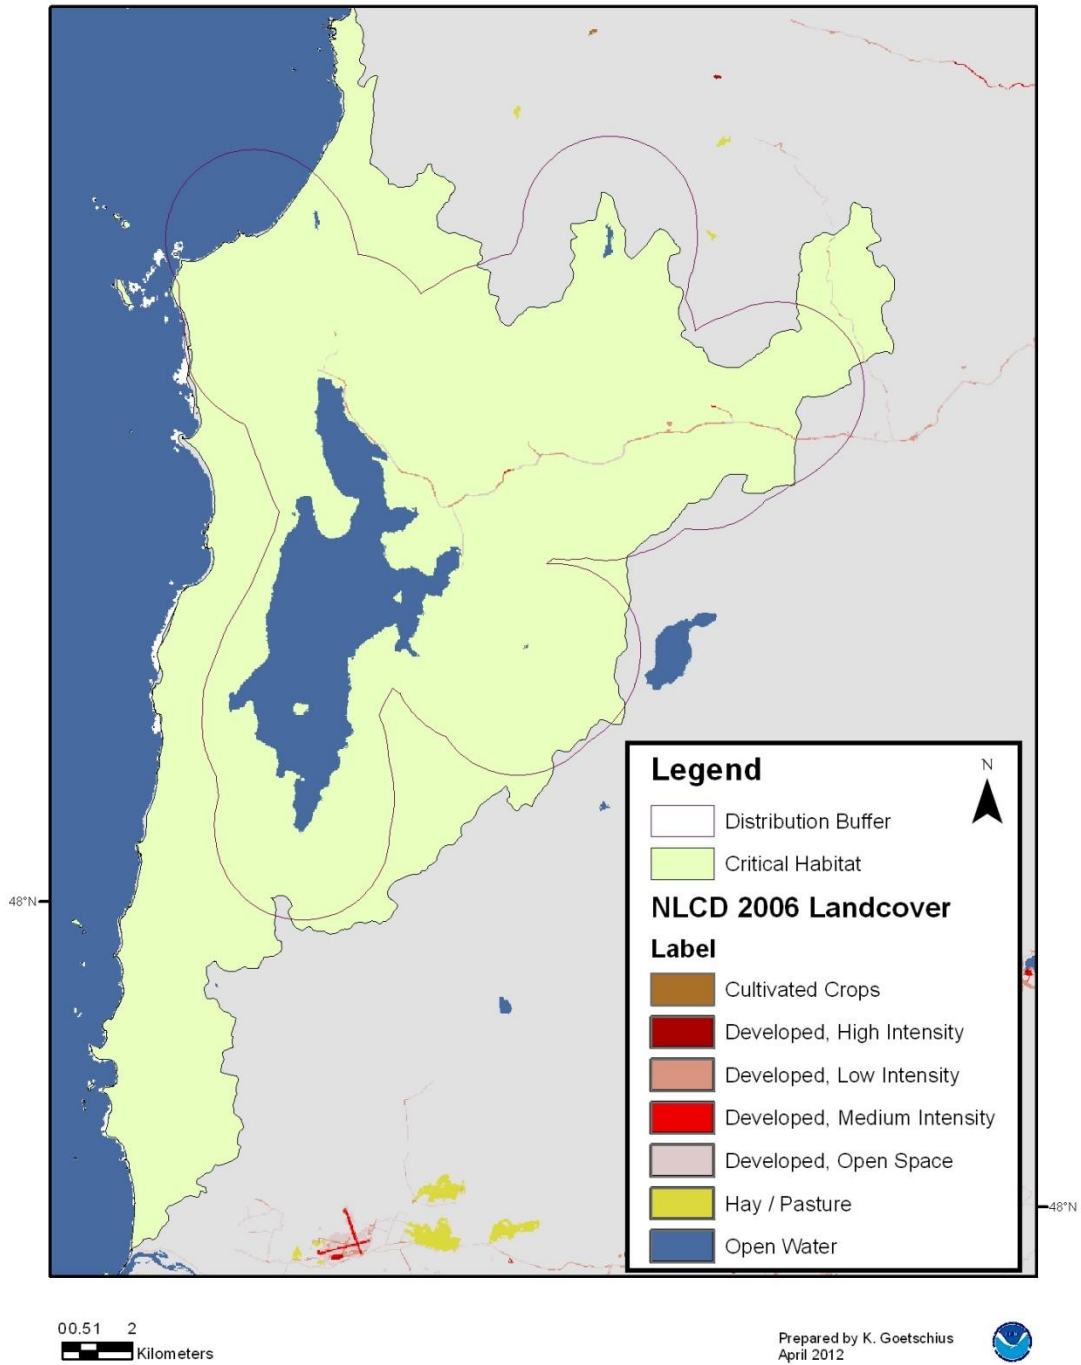 Legend
N
Distribution Buffer
Critical Habitat
48°N
NLCD 2006 Landcover
Label
Cultivated Crops
Developed, High Intensity
Developed, Low Intensity
Developed, Medium Intensity
Developed, Open Space
Hay / Pasture
48°N
Open Water
00.51 2
Kilometers
Prepared by K. Goetschius
April 2012